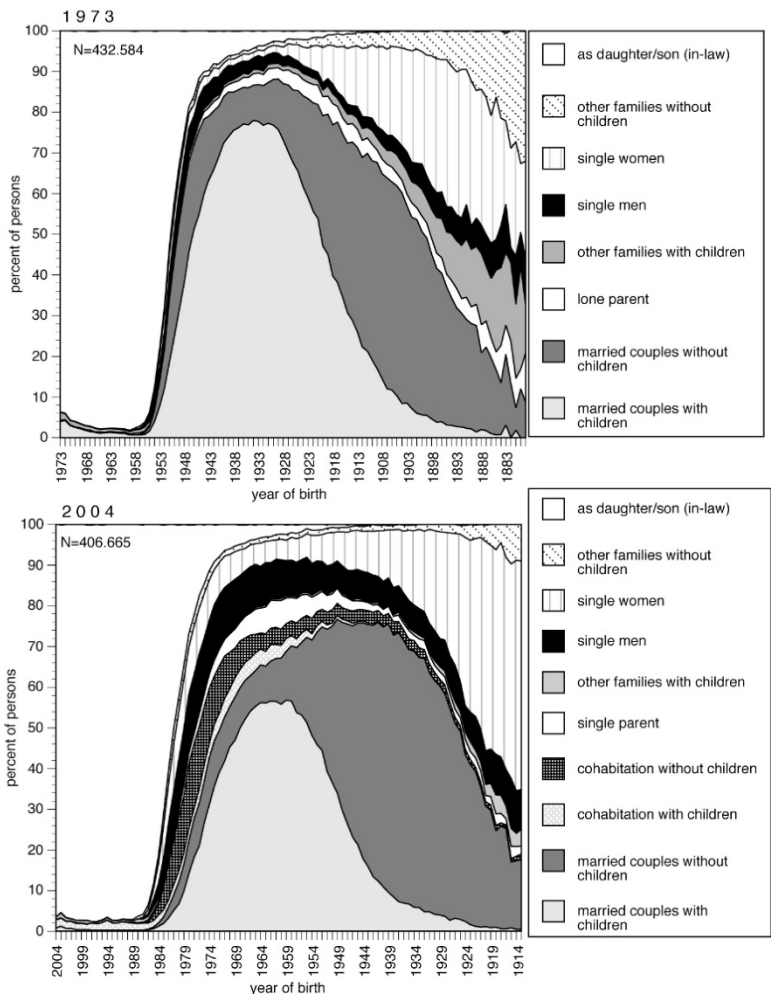 1973
N=432.584
100
90
80
70
60
50
40
30
20
10
0
percent of persons
1973
1968
1963
1958
1953
1948
1943
1938
1933
1928
1923
1918
1913
1908
1903
1898
1893
1888
1883
year of birth
as daughter/son (in-law)
other families without
children
single women
single men
other families with children
lone parent
married couples without
children
married couples with
children
2004
N=406.665
100
90
80
70
60
50
40
30
20
10
0
percent of persons
2004
1999
1994
1989
1984
1979
1974
1969
1964
1959
1954
1949
1944
1939
1934
1929
1924
1919
1914
year of birth
as daughter/son (in-law)
other families without
children
single women
single men
other families with children
single parent
cohabitation without children
cohabitation with children
married couples without
children
married couples with
children